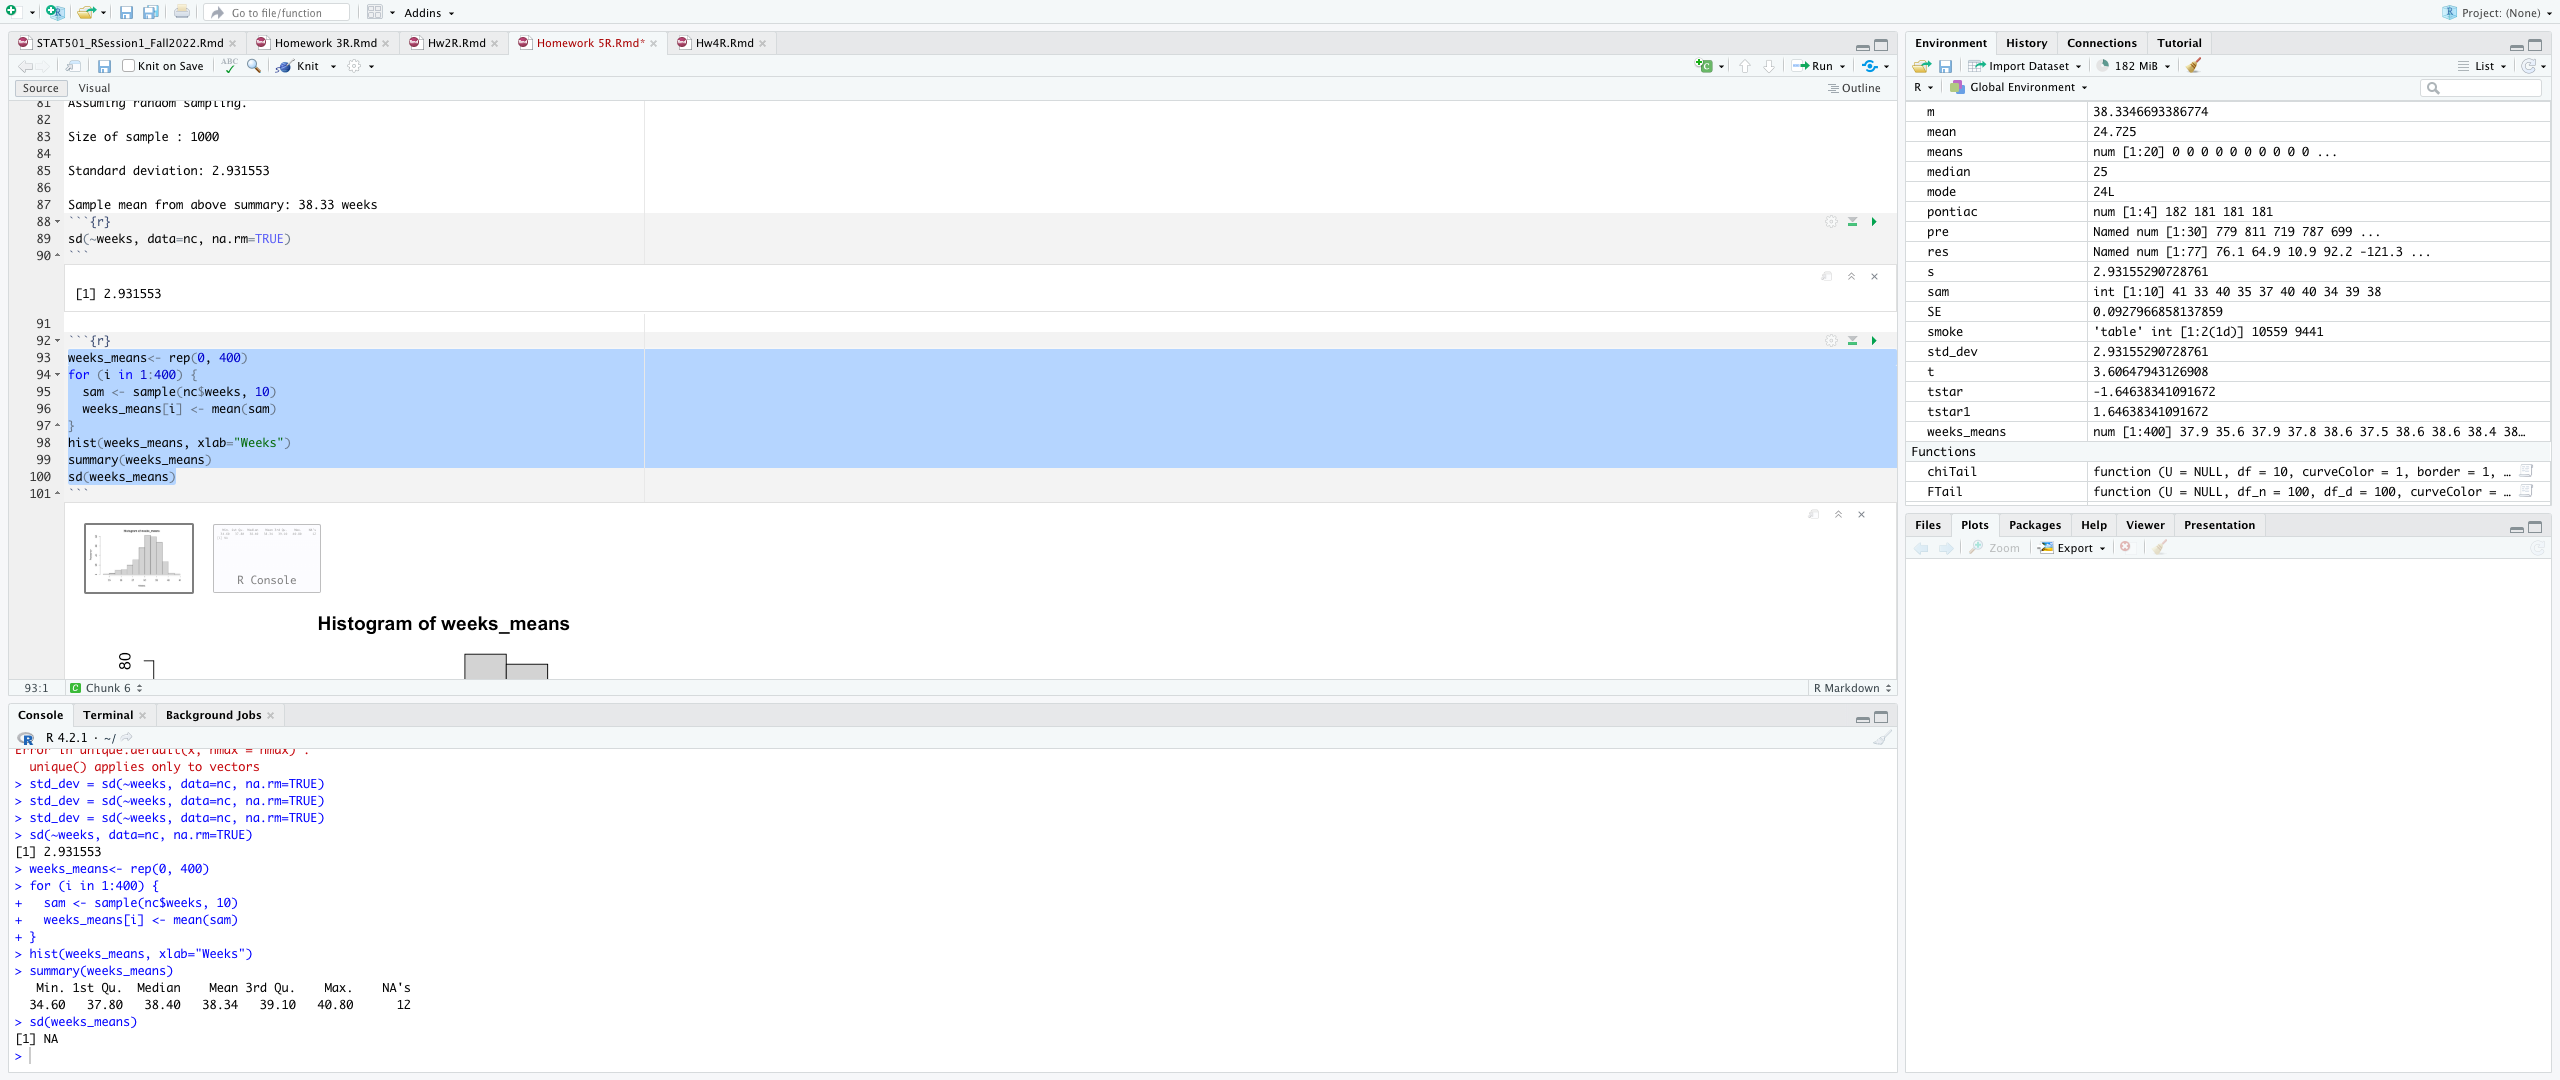 Go to file/function
Addins
Project: (None)
STAT501_RSession1_Fall2022.Rmd
Homework 3R.Rmd
Hw2R.Rmd
Homework 5R.Rmd*
Hw4R.Rmd
Knit on Save
ABC
Knit
Run
Source
Visual
Outline
81 Assuming random sampling.
82
83 Size of sample : 1000
84
85 Standard deviation: 2.931553
86
87 Sample mean from above summary: 38.33 weeks
88 ```{r}
89 sd(~weeks, data=nc, na.rm=TRUE)
90 ```
[1] 2.931553
91
92 ```{r}
93 weeks_means<- rep(0, 400)
94 for (i in 1:400) {
95   sam <- sample(nc$weeks, 10)
96   weeks_means[i] <- mean(sam)
97 }
98 hist(weeks_means, xlab="Weeks")
99 summary(weeks_means)
100 sd(weeks_means)
101 ```
R Console
Histogram of weeks_means
80
93:1
Chunk 6
R Markdown
Console
Terminal
Background Jobs
R 4.2.1 · ~/
Error in unique.default(x, nmax = nmax) :
  unique() applies only to vectors
> std_dev = sd(~weeks, data=nc, na.rm=TRUE)
> std_dev = sd(~weeks, data=nc, na.rm=TRUE)
> std_dev = sd(~weeks, data=nc, na.rm=TRUE)
> sd(~weeks, data=nc, na.rm=TRUE)
[1] 2.931553
> weeks_means<- rep(0, 400)
> for (i in 1:400) {
+   sam <- sample(nc$weeks, 10)
+   weeks_means[i] <- mean(sam)
+ }
> hist(weeks_means, xlab="Weeks")
> summary(weeks_means)
   Min. 1st Qu.  Median    Mean 3rd Qu.    Max.    NA's
  34.60   37.80   38.40   38.34   39.10   40.80      12
> sd(weeks_means)
[1] NA
>
Environment
History
Connections
Tutorial
Import Dataset
182 MiB
List
R
Global Environment
m 38.3346693386774
mean 24.725
means num [1:20] 0 0 0 0 0 0 0 0 0 0 ...
median 25
mode 24L
pontiac num [1:4] 182 181 181 181
pre Named num [1:30] 779 811 719 787 699 ...
res Named num [1:77] 76.1 64.9 10.9 92.2 -121.3 ...
s 2.93155290728761
sam int [1:10] 41 33 40 35 37 40 40 34 39 38
SE 0.0927966858137859
smoke 'table' int [1:2(1d)] 10559 9441
std_dev 2.93155290728761
t 3.60647943126908
tstar -1.64638341091672
tstar1 1.64638341091672
weeks_means num [1:400] 37.9 35.6 37.9 37.8 38.6 37.5 38.6 38.6 38.4 38…
Functions
chiTail function (U = NULL, df = 10, curveColor = 1, border = 1, …
FTail function (U = NULL, df_n = 100, df_d = 100, curveColor = …
Files
Plots
Packages
Help
Viewer
Presentation
Zoom
Export